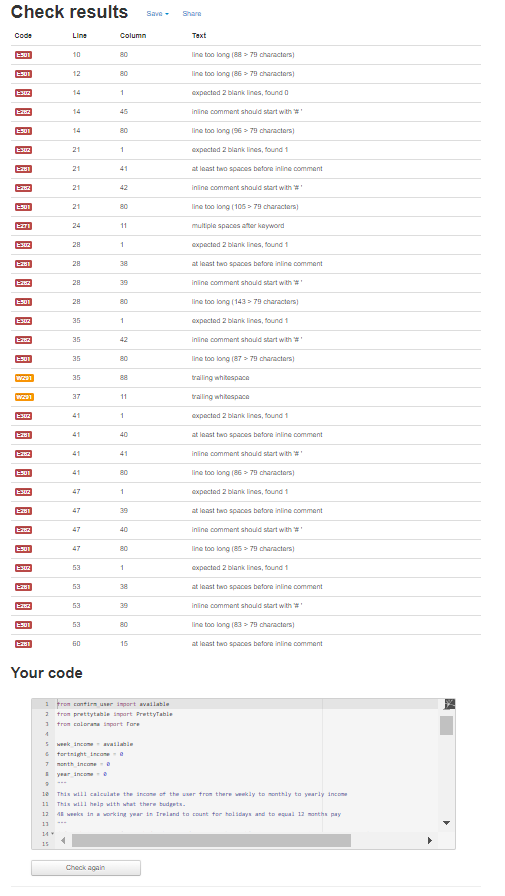 Check results Save Share
Code Line Column Text
E501 10 80 line too long (88 > 79 characters)
E501 12 80 line too long (86 > 79 characters)
E302 14 1 expected 2 blank lines, found 0
E262 14 45 inline comment should start with '# '
E501 14 80 line too long (96 > 79 characters)
E302 21 1 expected 2 blank lines, found 1
E261 21 41 at least two spaces before inline comment
E262 21 42 inline comment should start with '# '
E501 21 80 line too long (105 > 79 characters)
E271 24 11 multiple spaces after keyword
E302 28 1 expected 2 blank lines, found 1
E261 28 38 at least two spaces before inline comment
E262 28 39 inline comment should start with '# '
E501 28 80 line too long (143 > 79 characters)
E302 35 1 expected 2 blank lines, found 1
E262 35 42 inline comment should start with '# '
E501 35 80 line too long (87 > 79 characters)
W291 35 88 trailing whitespace
W291 37 11 trailing whitespace
E302 41 1 expected 2 blank lines, found 1
E261 41 40 at least two spaces before inline comment
E262 41 41 inline comment should start with '# '
E501 41 80 line too long (86 > 79 characters)
E302 47 1 expected 2 blank lines, found 1
E261 47 39 at least two spaces before inline comment
E262 47 40 inline comment should start with '# '
E501 47 80 line too long (85 > 79 characters)
E302 53 1 expected 2 blank lines, found 1
E261 53 38 at least two spaces before inline comment
E262 53 39 inline comment should start with '# '
E501 53 80 line too long (83 > 79 characters)
E261 60 15 at least two spaces before inline comment
Your code
1 from confirm_user import available
2 from prettytable import PrettyTable
3 from colorama import Fore
4
5 week_income = available
6 fortnight_income = 0
7 month_income = 0
8 year_income = 0
9 """
10 This will calculate the income of the user from there weekly to monthly to yearly income
11 This will help with what there budgets.
12 48 weeks in a working year in Ireland to count for holidays and to equal 12 months pay
13 """
14
15
Check again